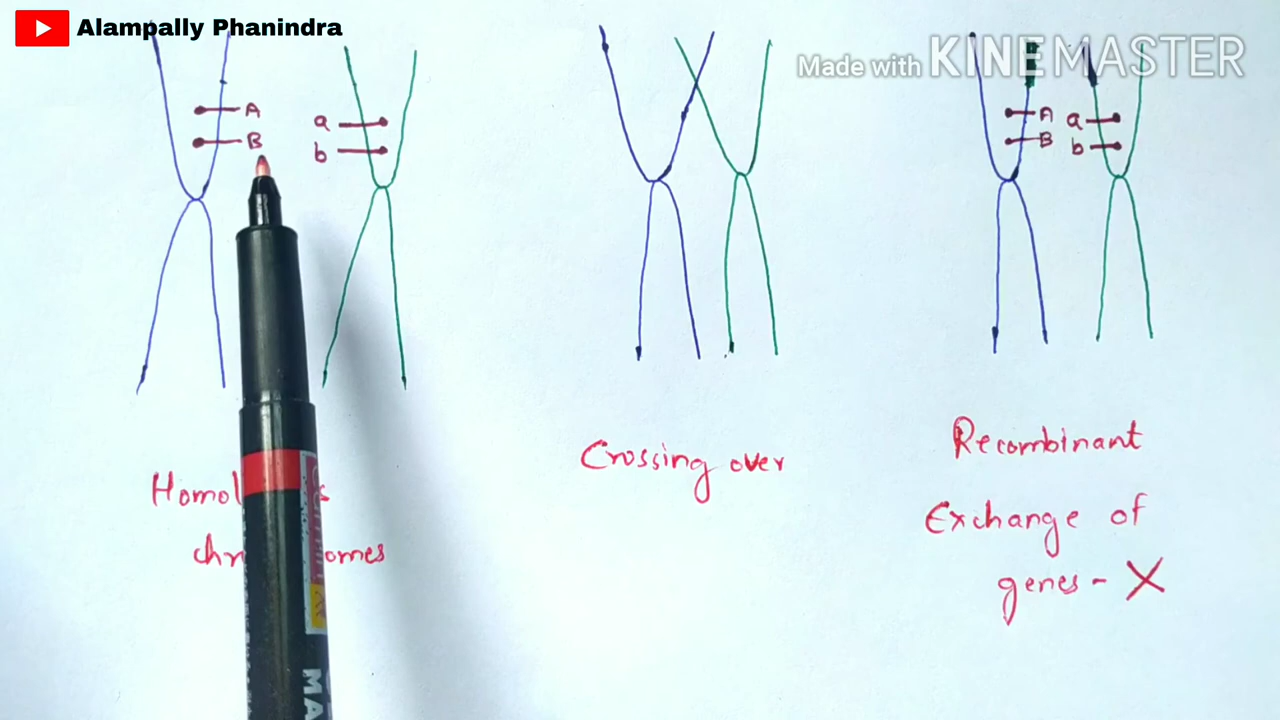 Alampally Phanindra
Made with KINEMASTER
A
B
a
b
A
B
a
b
Crossing over
Recombinant
Exchange of
genes - X